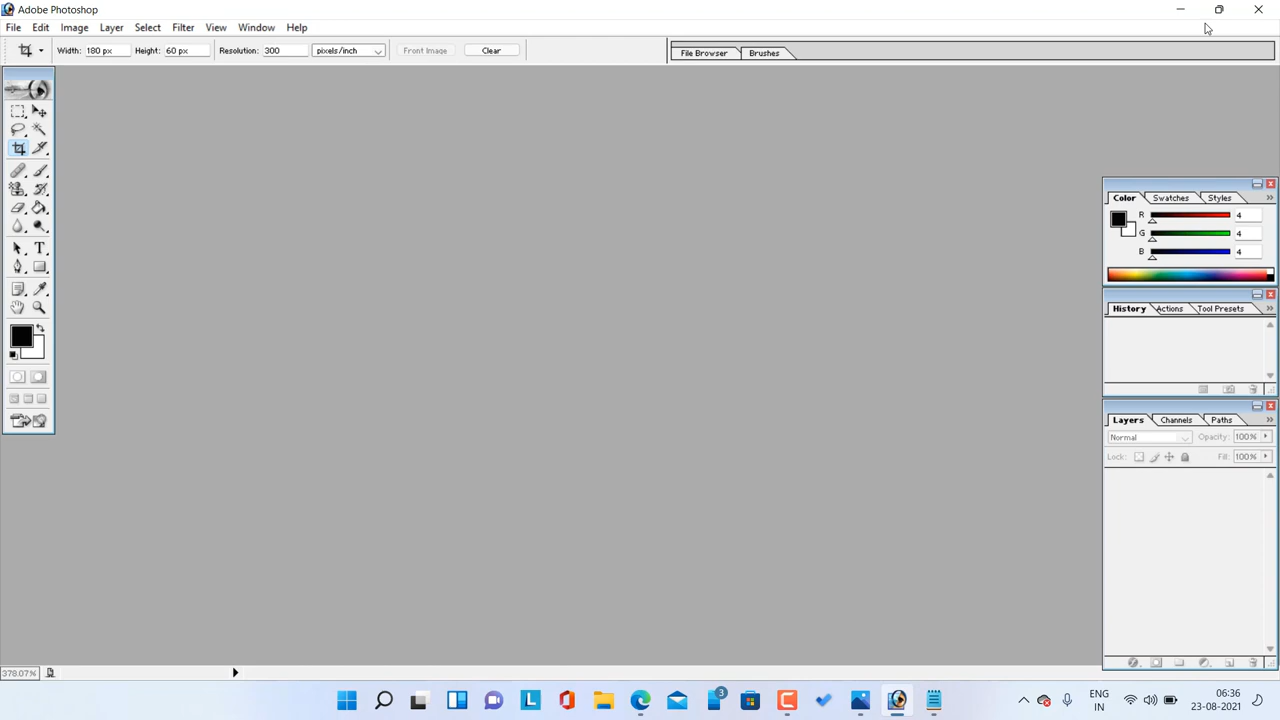 Adobe Photoshop
File Edit Image Layer Select Filter View Window Help
Width: 180 px Height: 60 px Resolution: 300 pixels/inch Front Image Clear File Browser Brushes
Color Swatches Styles
R 4
G 4
B 4
History Actions Tool Presets
Layers Channels Paths
Normal Opacity: 100%
Lock: Fill: 100%
378.07%
3
ENG
IN
06:36
23-08-2021